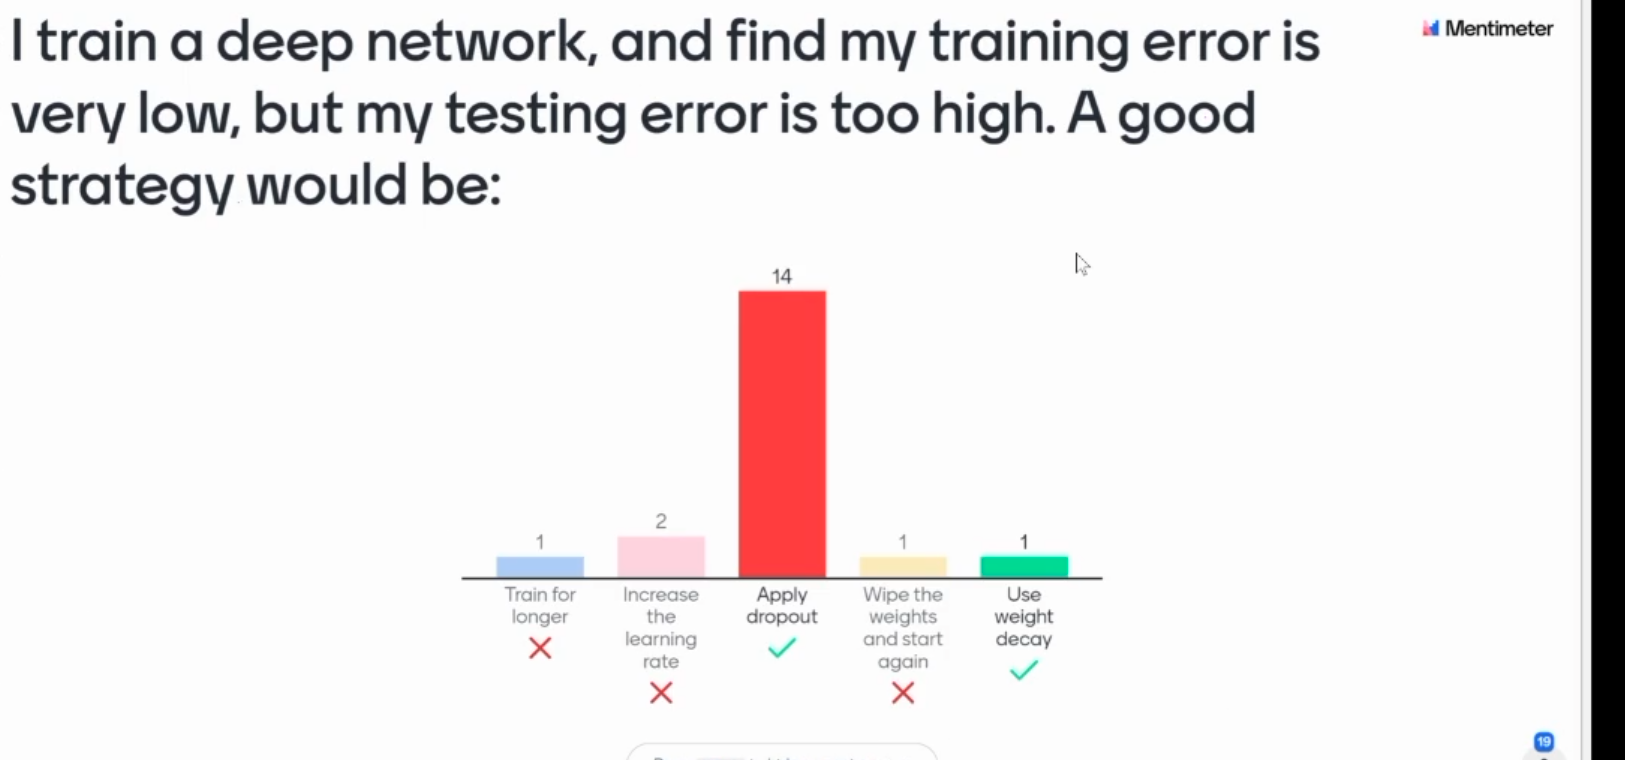 I train a deep network, and find my training error is
very low, but my testing error is too high. A good
strategy would be:
Mentimeter
14
2
1
1
1
Train for
longer
Increase
the
learning
rate
Apply
dropout
Wipe the
weights
and start
again
Use
weight
decay
19